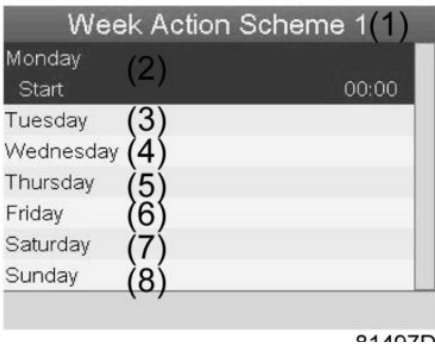 Week Action Scheme 1(1)
Monday (2)
Start 00:00
Tuesday (3)
Wednesday (4)
Thursday (5)
Friday (6)
Saturday (7)
Sunday (8)
81497D